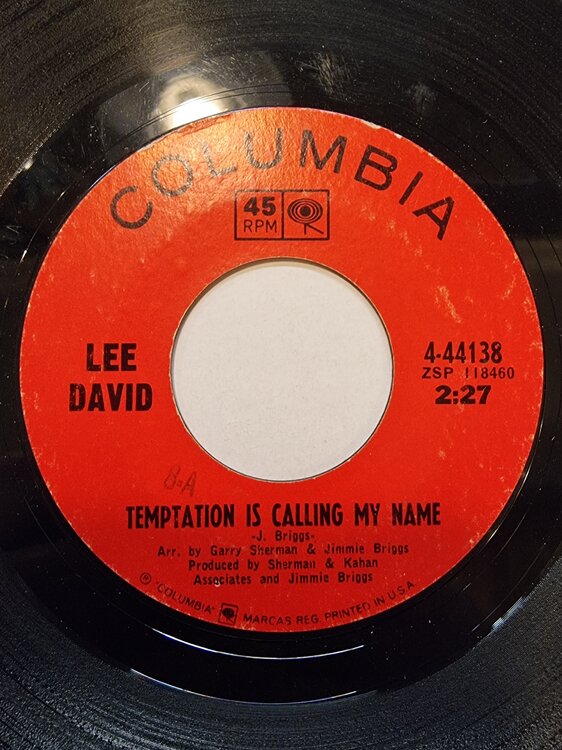 COLUMBIA
45
RPM
LEE
DAVID
4-44138
ZSP 118460
2:27
B-A
TEMPTATION IS CALLING MY NAME
-J. Briggs-
Arr. by Garry Sherman & Jimmie Briggs
Produced by Sherman & Kahan
Associates and Jimmie Briggs
® "COLUMBIA" MARCAS REG. PRINTED IN U.S.A.